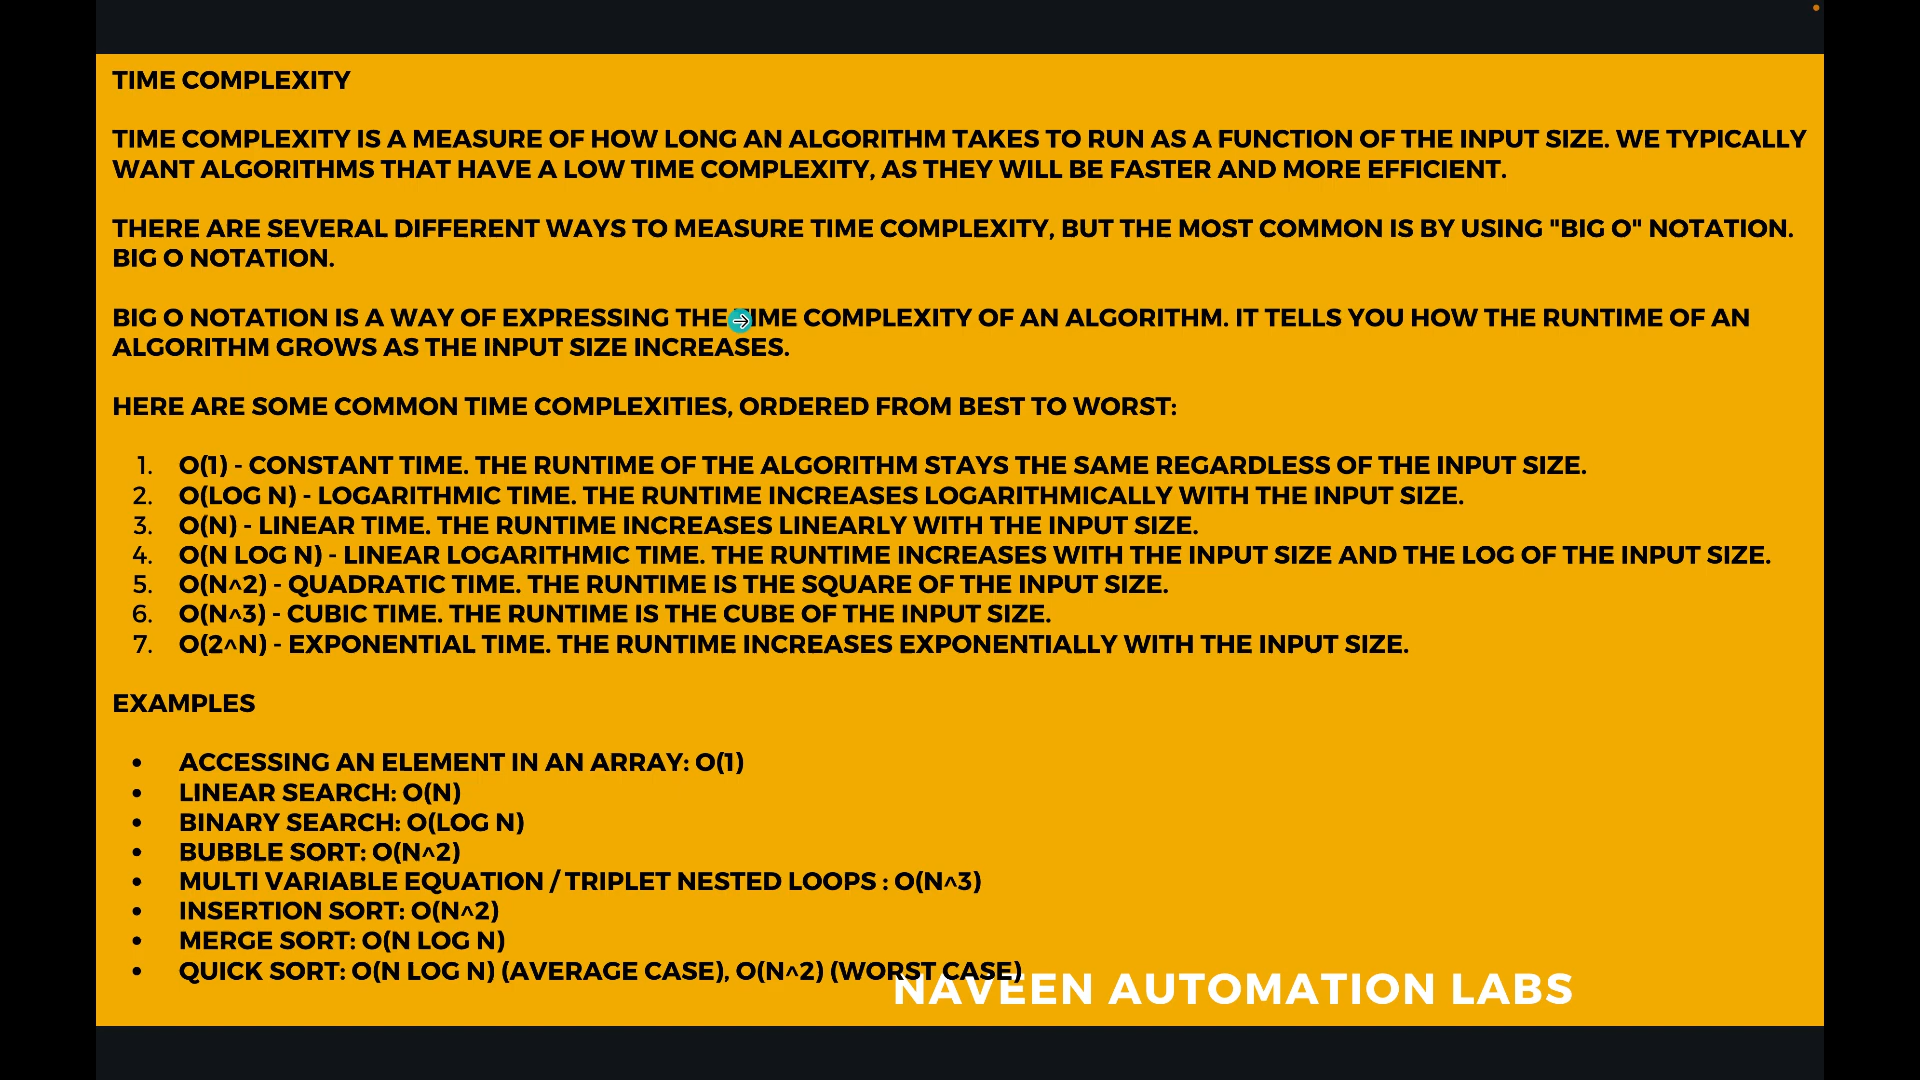 TIME COMPLEXITY
TIME COMPLEXITY IS A MEASURE OF HOW LONG AN ALGORITHM TAKES TO RUN AS A FUNCTION OF THE INPUT SIZE. WE TYPICALLY
WANT ALGORITHMS THAT HAVE A LOW TIME COMPLEXITY, AS THEY WILL BE FASTER AND MORE EFFICIENT.
THERE ARE SEVERAL DIFFERENT WAYS TO MEASURE TIME COMPLEXITY, BUT THE MOST COMMON IS BY USING "BIG O" NOTATION.
BIG O NOTATION.
BIG O NOTATION IS A WAY OF EXPRESSING THE TIME COMPLEXITY OF AN ALGORITHM. IT TELLS YOU HOW THE RUNTIME OF AN
ALGORITHM GROWS AS THE INPUT SIZE INCREASES.
HERE ARE SOME COMMON TIME COMPLEXITIES, ORDERED FROM BEST TO WORST:
1. O(1) - CONSTANT TIME. THE RUNTIME OF THE ALGORITHM STAYS THE SAME REGARDLESS OF THE INPUT SIZE.
2. O(LOG N) - LOGARITHMIC TIME. THE RUNTIME INCREASES LOGARITHMICALLY WITH THE INPUT SIZE.
3. O(N) - LINEAR TIME. THE RUNTIME INCREASES LINEARLY WITH THE INPUT SIZE.
4. O(N LOG N) - LINEAR LOGARITHMIC TIME. THE RUNTIME INCREASES WITH THE INPUT SIZE AND THE LOG OF THE INPUT SIZE.
5. O(N^2) - QUADRATIC TIME. THE RUNTIME IS THE SQUARE OF THE INPUT SIZE.
6. O(N^3) - CUBIC TIME. THE RUNTIME IS THE CUBE OF THE INPUT SIZE.
7. O(2^N) - EXPONENTIAL TIME. THE RUNTIME INCREASES EXPONENTIALLY WITH THE INPUT SIZE.
EXAMPLES
• ACCESSING AN ELEMENT IN AN ARRAY: O(1)
• LINEAR SEARCH: O(N)
• BINARY SEARCH: O(LOG N)
• BUBBLE SORT: O(N^2)
• MULTI VARIABLE EQUATION / TRIPLET NESTED LOOPS : O(N^3)
• INSERTION SORT: O(N^2)
• MERGE SORT: O(N LOG N)
• QUICK SORT: O(N LOG N) (AVERAGE CASE), O(N^2) (WORST CASE)
NAVEEN AUTOMATION LABS